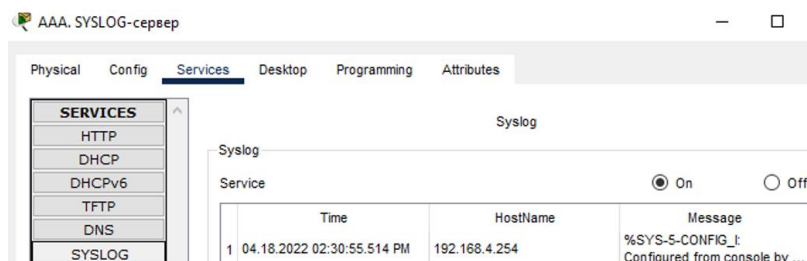 AAA. SYSLOG-сервер
Physical Config Services Desktop Programming Attributes
SERVICES
HTTP
DHCP
DHCPv6
TFTP
DNS
SYSLOG
Syslog
Syslog
Service On Off
Time HostName Message
1 04.18.2022 02:30:55.514 PM 192.168.4.254 %SYS-5-CONFIG_I:
Configured from console by ...